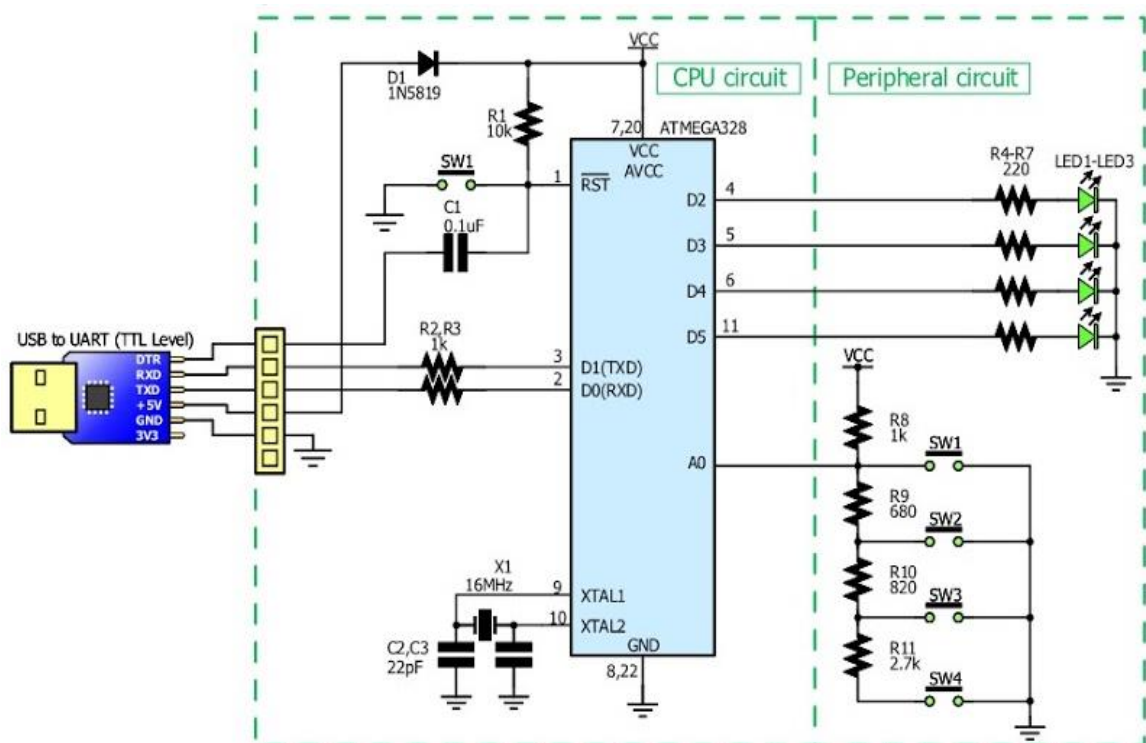 VCC
D1
1N5819
CPU circuit
Peripheral circuit
R1
10k
7,20
ATMEGA328
VCC
AVCC
SW1
1
RST
C1
0.1uF
R4-R7
220
LED1-LED3
D2
4
D3
5
D4
6
D5
11
USB to UART (TTL Level)
DTR
RXD
TXD
+5V
GND
3V3
R2,R3
1k
3
D1(TXD)
2
D0(RXD)
VCC
R8
1k
A0
SW1
R9
680
SW2
R10
820
SW3
R11
2.7k
SW4
X1
16MHz
9
XTAL1
10
XTAL2
C2,C3
22pF
GND
8,22